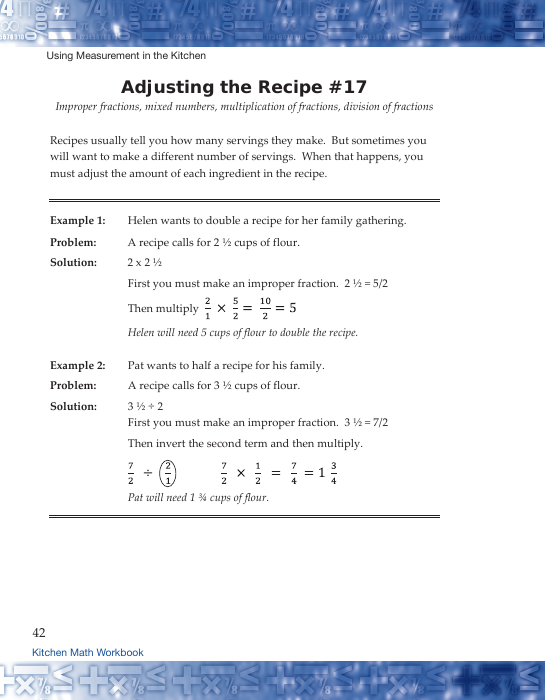 Using Measurement in the Kitchen
Adjusting the Recipe #17
Improper fractions, mixed numbers, multiplication of fractions, division of fractions
Recipes usually tell you how many servings they make.  But sometimes you
will want to make a different number of servings.  When that happens, you
must adjust the amount of each ingredient in the recipe.
Example 1: Helen wants to double a recipe for her family gathering.
Problem: A recipe calls for 2 ½ cups of flour.
Solution: 2 x 2 ½
First you must make an improper fraction.  2 ½ = 5/2
Then multiply 2/1 × 5/2 = 10/2 = 5
Helen will need 5 cups of flour to double the recipe.
Example 2: Pat wants to half a recipe for his family.
Problem: A recipe calls for 3 ½ cups of flour.
Solution: 3 ½ ÷ 2
First you must make an improper fraction.  3 ½ = 7/2
Then invert the second term and then multiply.
7/2 ÷ (2/1) 7/2 × 1/2 = 7/4 = 1 3/4
Pat will need 1 ¾ cups of flour.
42
Kitchen Math Workbook